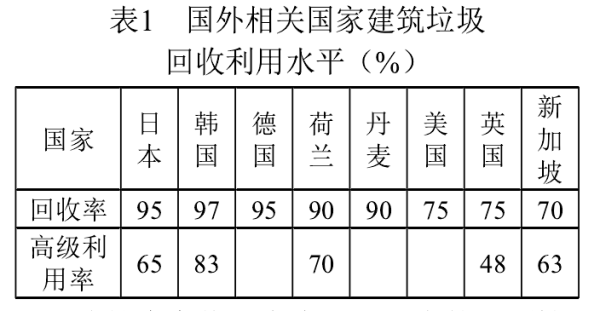 表1 国外相关国家建筑垃圾
回收利用水平（%）
国家 日本 韩国 德国 荷兰 丹麦 美国 英国 新加坡
回收率 95 97 95 90 90 75 75 70
高级利用率 65 83 70 48 63